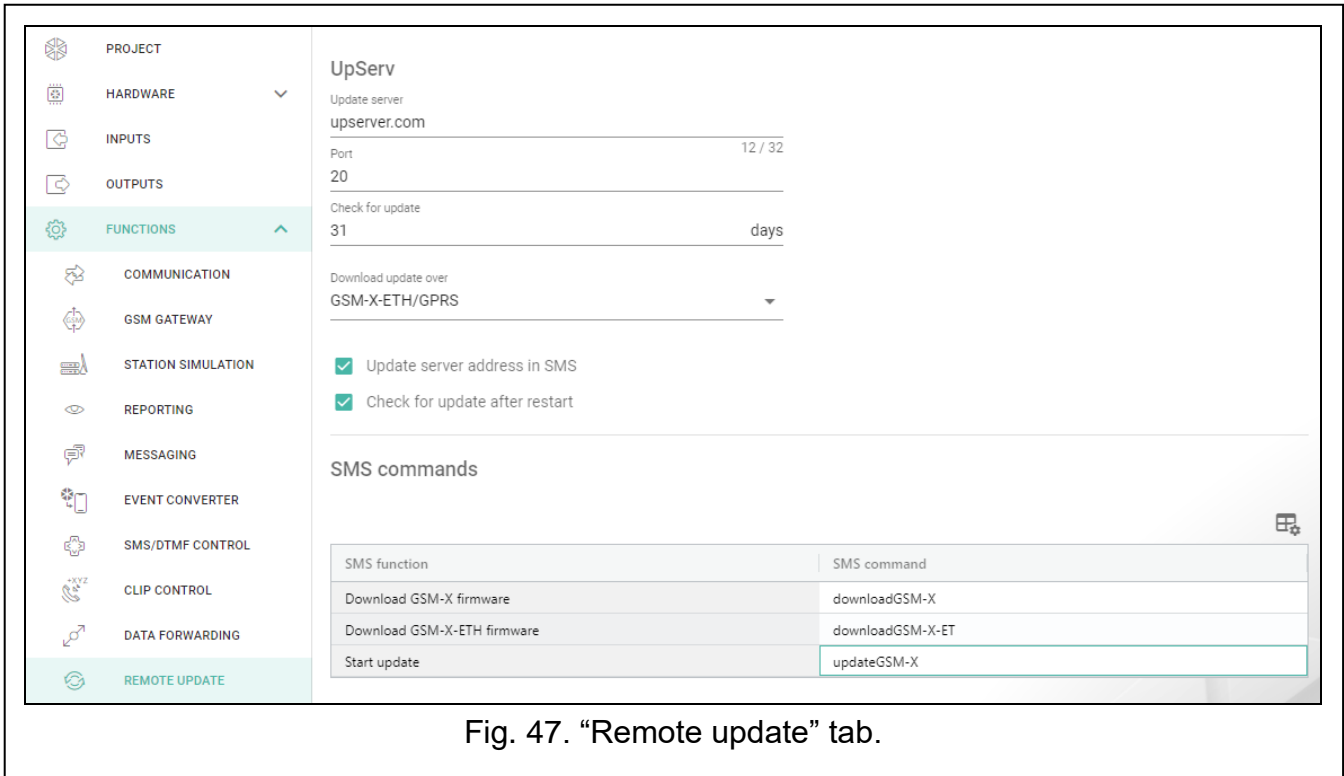 PROJECT
HARDWARE
INPUTS
OUTPUTS
FUNCTIONS
COMMUNICATION
GSM
GSM GATEWAY
STATION SIMULATION
REPORTING
MESSAGING
EVENT CONVERTER
SMS/DTMF CONTROL
+XYZ
CLIP CONTROL
DATA FORWARDING
REMOTE UPDATE
UpServ
Update server
upserver.com
12 / 32
Port
20
Check for update
31 days
Download update over
GSM-X-ETH/GPRS
Update server address in SMS
Check for update after restart
SMS commands
SMS function SMS command
Download GSM-X firmware downloadGSM-X
Download GSM-X-ETH firmware downloadGSM-X-ET
Start update updateGSM-X
Fig. 47. “Remote update” tab.